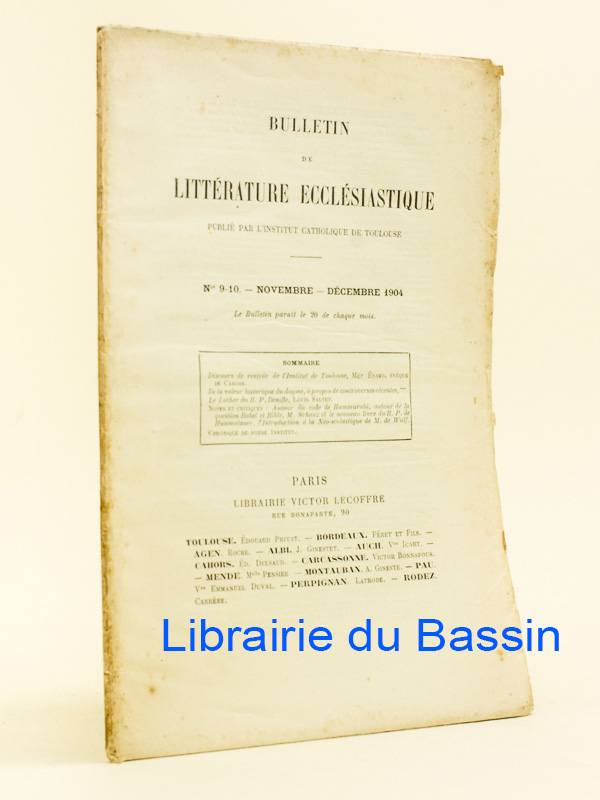 BULLETIN
DE
LITTÉRATURE ECCLÉSIASTIQUE
PUBLIÉ PAR L'INSTITUT CATHOLIQUE DE TOULOUSE
Nos 9-10. — NOVEMBRE — DÉCEMBRE 1904
Le Bulletin paraît le 20 de chaque mois.
SOMMAIRE
Discours de rentrée de l'Institut de Toulouse, Mgr ÉNARD, ÉVÊQUE
DE CAHORS.
De la valeur historique du dogme, à propos de controverses récentes, ***
Le Luther du R. P. Denifle, LOUIS SALTET.
NOTES ET CRITIQUES : Autour du code de Hammurabi, autour de la
question Babel et Bible, M. Schanz et le nouveau livre du R. P. de
Hummelauer, l'Introduction à la Néo-scolastique de M. de Wulf.
CHRONIQUE DE NOTRE INSTITUT.
PARIS
LIBRAIRIE VICTOR LECOFFRE
RUE BONAPARTE, 90
TOULOUSE. ÉDOUARD PRIVAT. — BORDEAUX. FÉRET ET FILS. —
AGEN. ROCHE. — ALBI. J. GINESTET. — AUCH. Vve ICART. —
CAHORS. ÉD. DELSAUD. — CARCASSONNE. VICTOR BONNAFOUS.
— MENDE. Mlle PENSIER — MONTAUBAN. A. GINESTE. — PAU.
Vve EMMANUEL DUVAL. — PERPIGNAN. LATROBE. — RODEZ.
CARRÈRE.
Librairie du Bassin